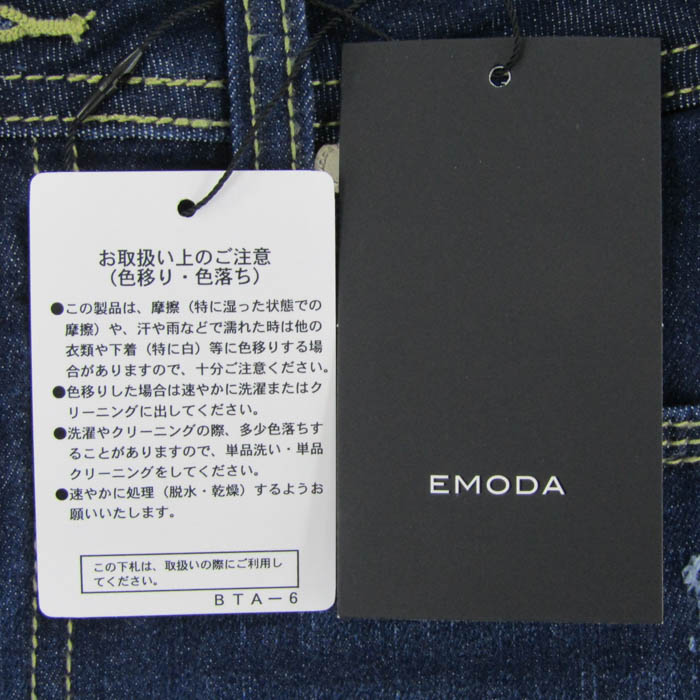 お取扱い上のご注意
（色移り・色落ち）
●この製品は、摩擦（特に湿った状態での
摩擦）や、汗や雨などで濡れた時は他の
衣類や下着（特に白）等に色移りする場
合がありますので、十分ご注意ください。
●色移りした場合は速やかに洗濯またはク
リーニングに出してください。
●洗濯やクリーニングの際、多少色落ちす
ることがありますので、単品洗い・単品
クリーニングをしてください。
●速やかに処理（脱水・乾燥）するようお
願いいたします。
この下札は、取扱いの際にご利用し
てください。
BTA－6
EMODA